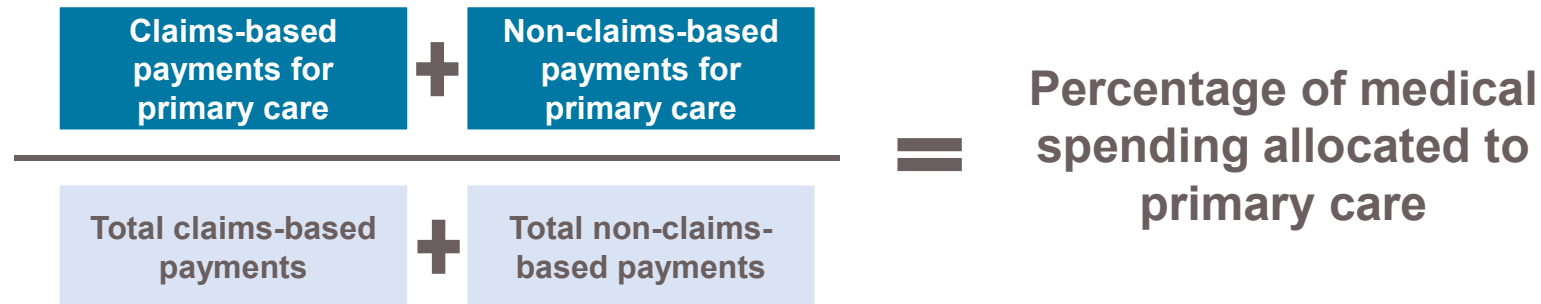 Claims-based
payments for
primary care
+
Non-claims-based
payments for
primary care
Total claims-based
payments
+
Total non-claims-
based payments
=
Percentage of medical
spending allocated to
primary care